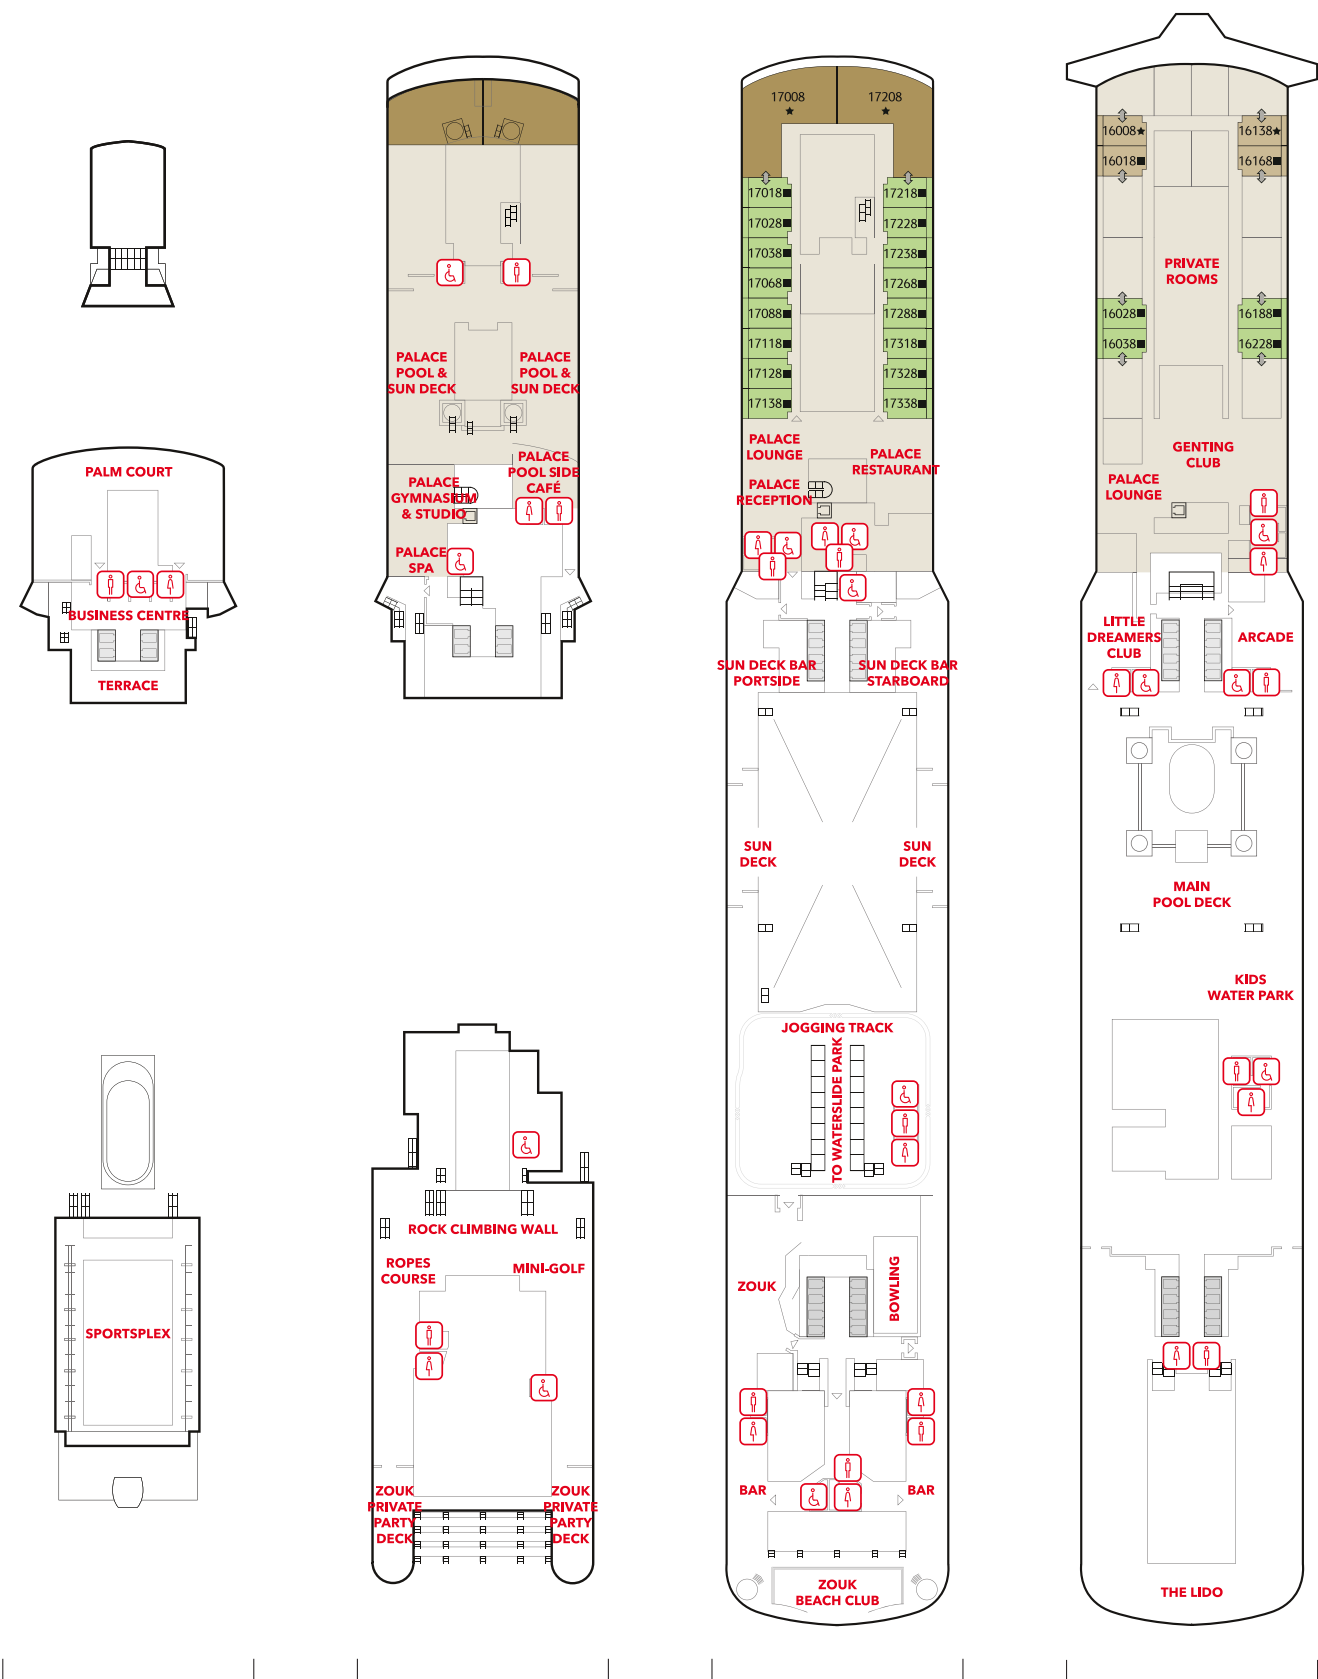 PALM COURT
BUSINESS CENTRE
TERRACE
SPORTSPLEX
PALACE
POOL &
SUN DECK
PALACE
POOL &
SUN DECK
PALACE
POOL SIDE
CAFÉ
PALACE
GYMNASIUM
& STUDIO
PALACE
SPA
ROCK CLIMBING WALL
ROPES
COURSE
MINI-GOLF
ZOUK
PRIVATE
PARTY
DECK
ZOUK
PRIVATE
PARTY
DECK
17008
17208
17018
17218
17028
17228
17038
17238
17068
17268
17088
17288
17118
17318
17128
17328
17138
17338
PALACE
LOUNGE
PALACE
RESTAURANT
PALACE
RECEPTION
SUN DECK BAR
PORTSIDE
SUN DECK BAR
STARBOARD
SUN
DECK
SUN
DECK
JOGGING TRACK
TO WATERSLIDE PARK
ZOUK
BOWLING
BAR
BAR
ZOUK
BEACH CLUB
16008
16138
16018
16168
PRIVATE
ROOMS
16028
16188
16038
16228
GENTING
CLUB
PALACE
LOUNGE
LITTLE
DREAMERS
CLUB
ARCADE
MAIN
POOL DECK
KIDS
WATER PARK
THE LIDO